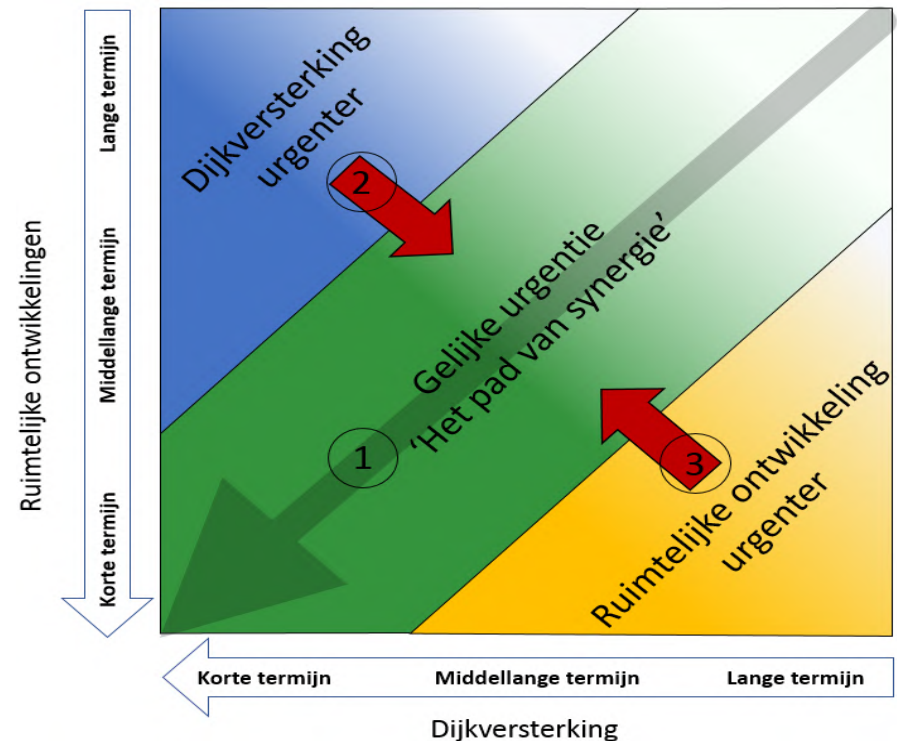 Ruimtelijke ontwikkelingen
Lange termijn
Middellange termijn
Korte termijn
Dijkversterking
urgenter
2
Gelijke urgentie
‘Het pad van synergie’
1
3
Ruimtelijke ontwikkeling
urgenter
Korte termijn
Middellange termijn
Lange termijn
Dijkversterking